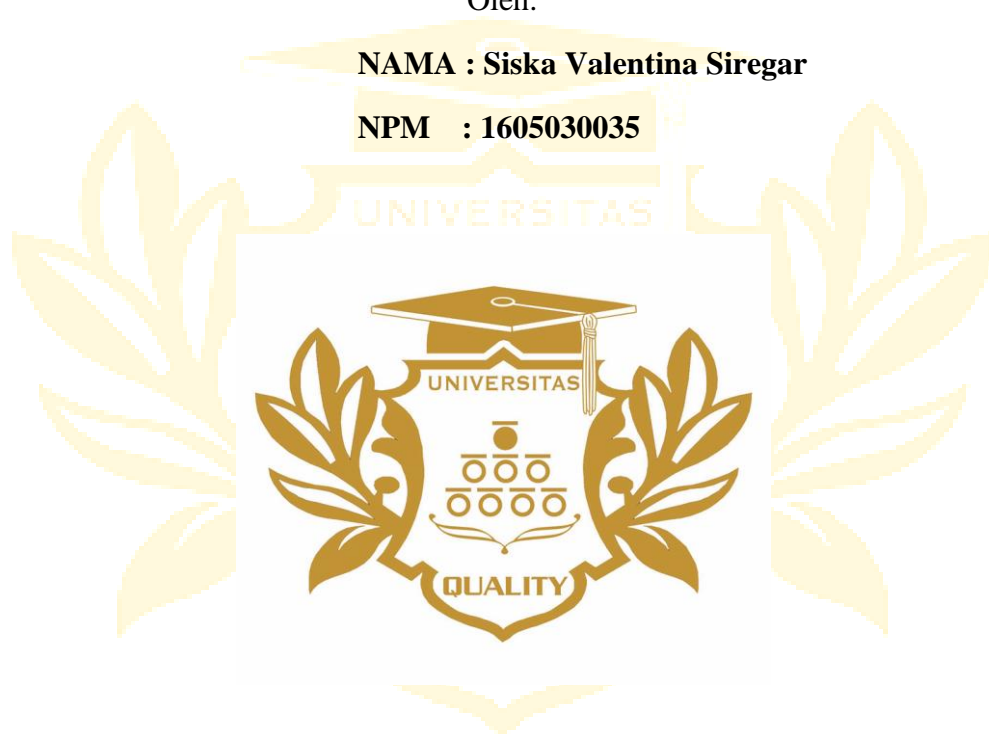 Oleh:
NAMA : Siska Valentina Siregar
NPM : 1605030035
UNIVERSITAS
UNIVERSITAS
QUALITY